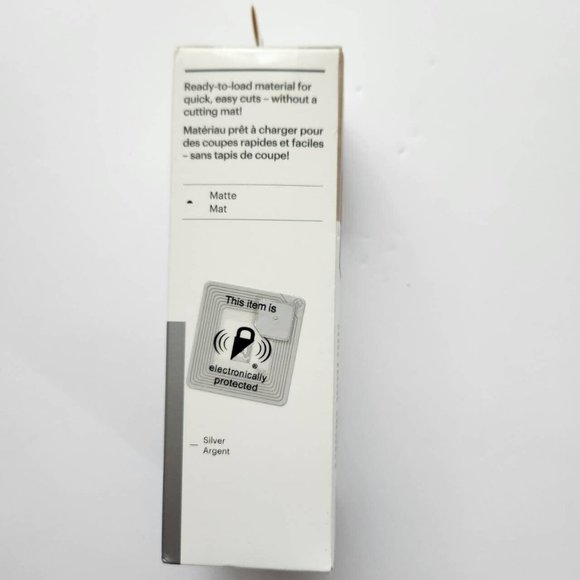 Ready-to-load material for
quick, easy cuts – without a
cutting mat!
Matériau prêt à charger pour
des coupes rapides et faciles
– sans tapis de coupe!
Matte
Mat
This item is
®
electronically
protected
Silver
Argent